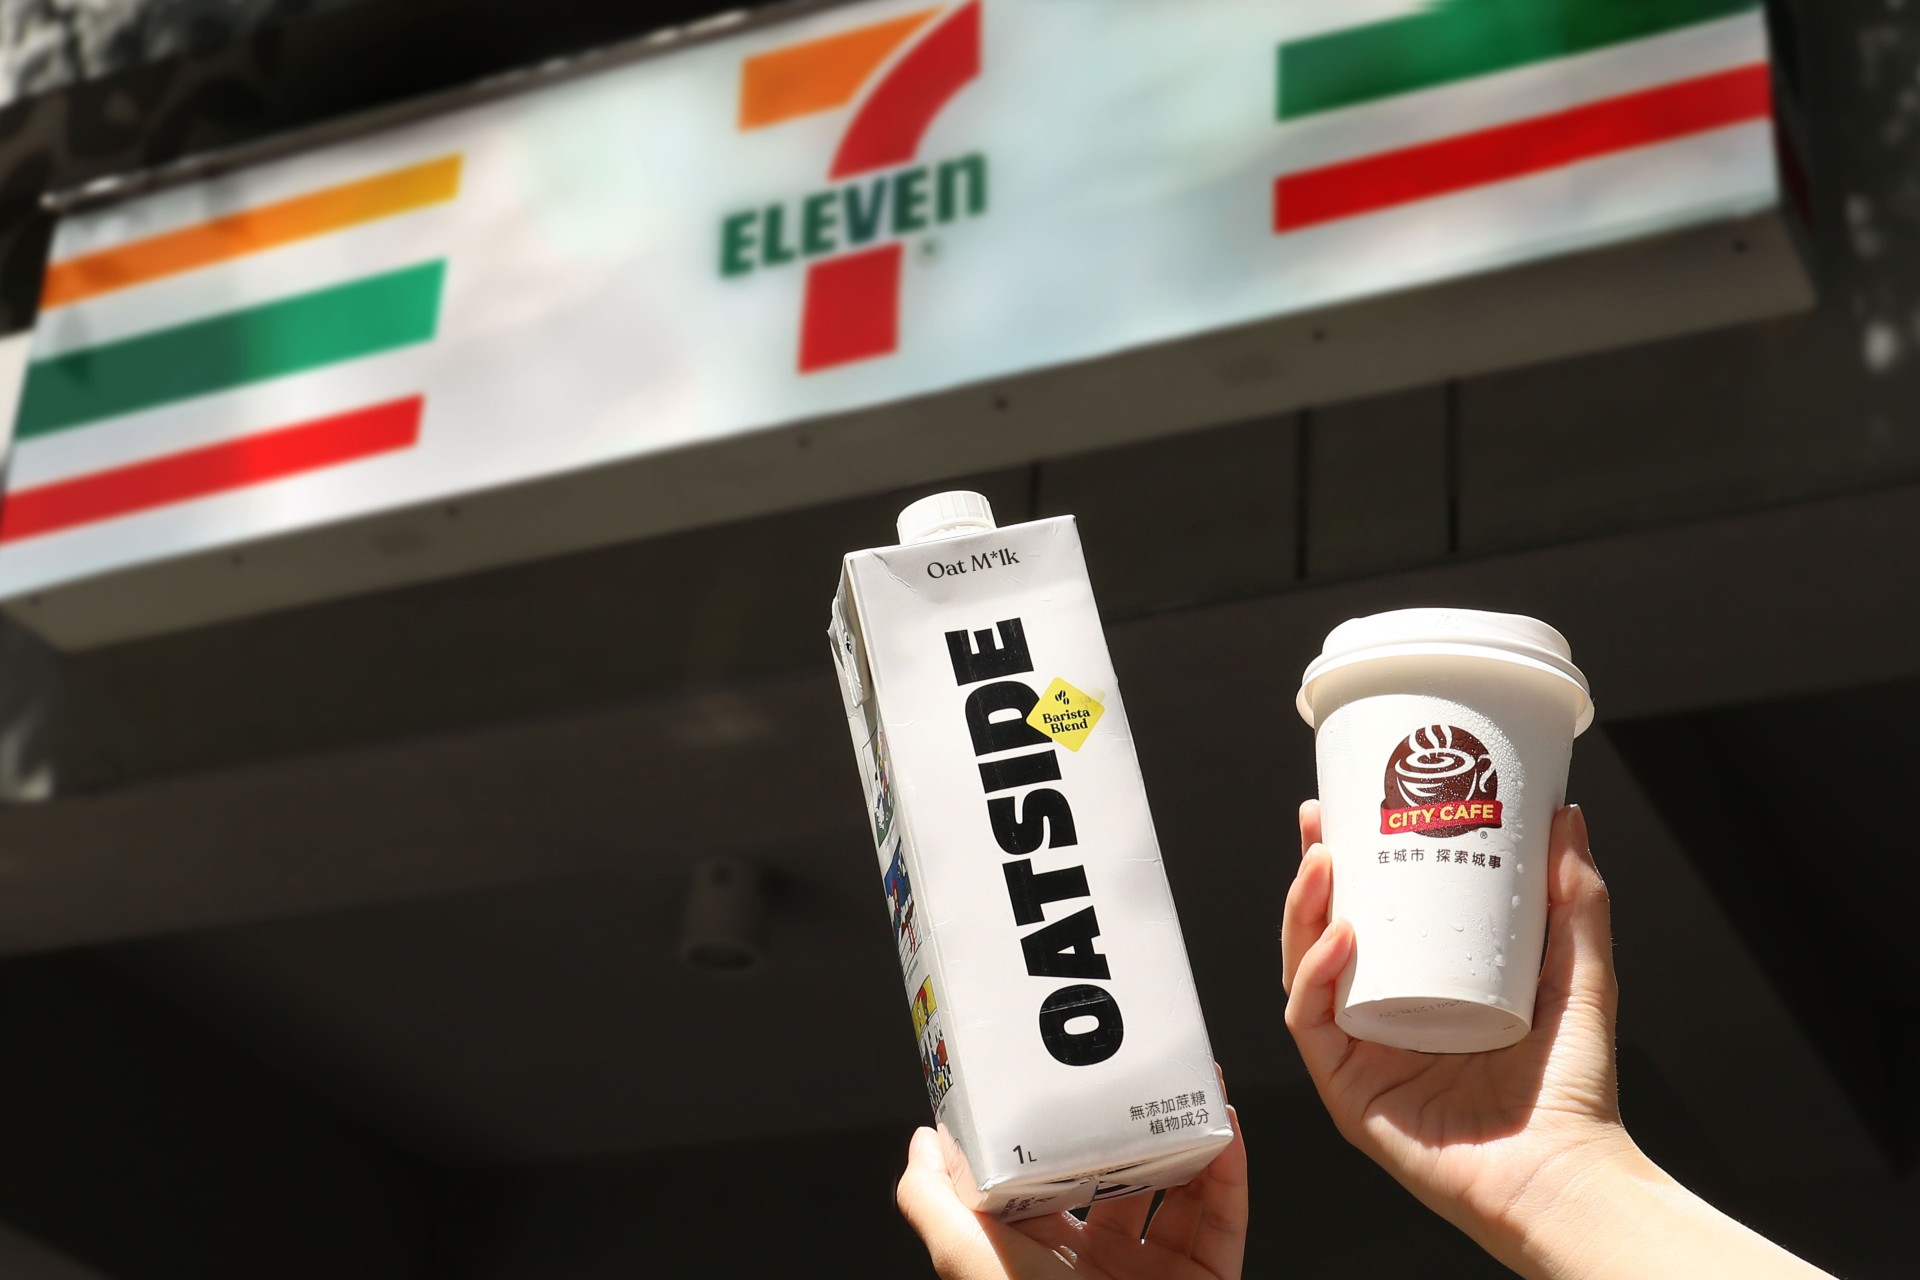 7
ELEVEn
Oat M*lk
OATSIDE
Barista
Blend
無添加蔗糖
植物成分
1L
CITY CAFE
®
在城市 探索城事